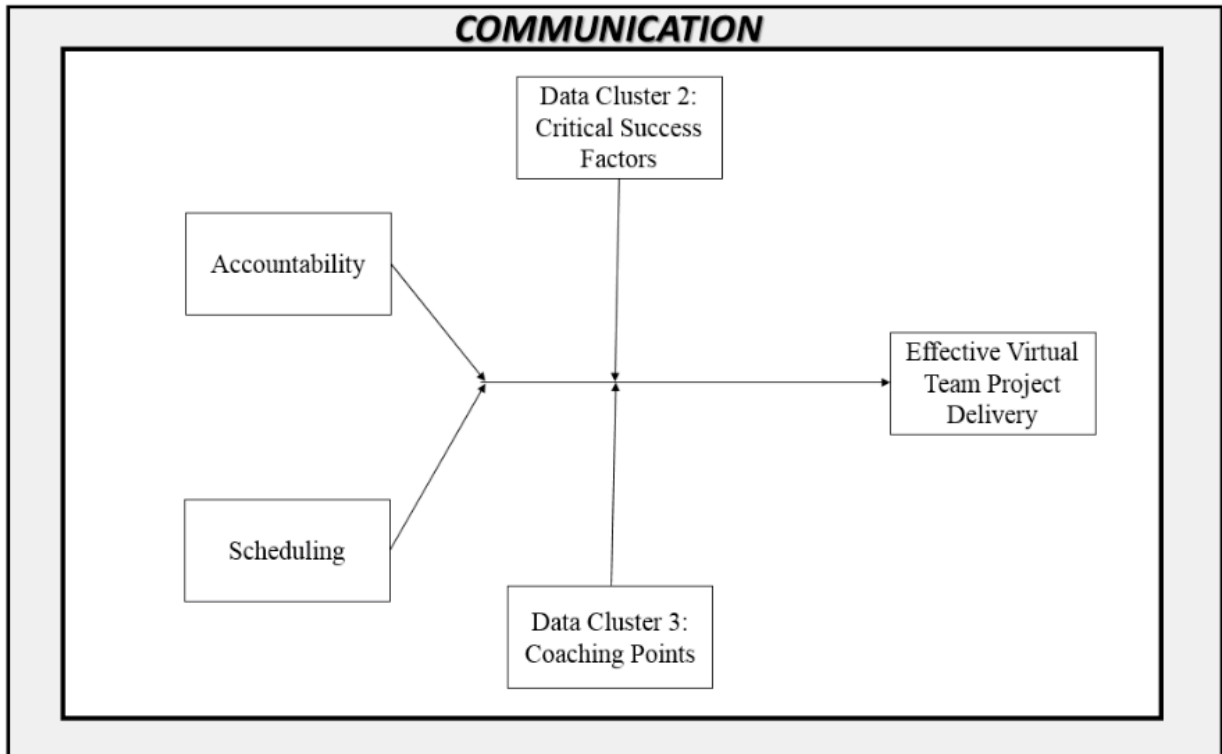 COMMUNICATION
Data Cluster 2:
Critical Success
Factors
Accountability
Effective Virtual
Team Project
Delivery
Scheduling
Data Cluster 3:
Coaching Points